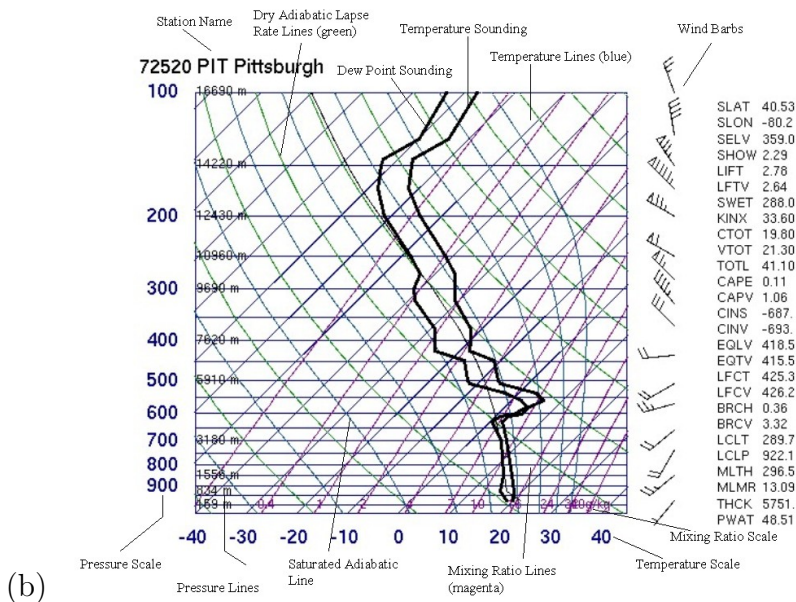 Station Name
Dry Adiabatic Lapse
Rate Lines (green)
Temperature Sounding
Wind Barbs
72520 PIT Pittsburgh
Dew Point Sounding
Temperature Lines (blue)
100
16690 m
SLAT 40.53
SLON -80.2
SELV 359.0
SHOW 2.29
LIFT 2.78
LFTV 2.64
SWET 288.0
KINX 33.60
CTOT 19.80
VTOT 21.30
TOTL 41.10
CAPE 0.11
CAPV 1.06
CINS -687.
CINV -693.
EQLV 418.5
EQTV 415.5
LFCT 425.3
LFCV 426.2
BRCH 0.36
BRCV 3.32
LCLT 289.7
LCLP 922.1
MLTH 296.5
MLMR 13.09
THCK 5751.
PWAT 48.51
14220 m
200
12430 m
10960 m
300
9690 m
400
7620 m
500
5910 m
600
700
3180 m
800
1556 m
900
834 m
159 m
0.4
1
2
7
10
24
g/kg
Mixing Ratio Scale
-40 -30 -20 -10 0 10 20 30 40
Pressure Scale
Pressure Lines
Saturated Adiabatic
Line
Mixing Ratio Lines
(magenta)
Temperature Scale
(b)